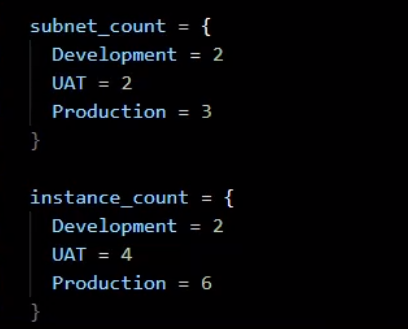 subnet_count = {
  Development = 2
  UAT = 2
  Production = 3
}

instance_count = {
  Development = 2
  UAT = 4
  Production = 6
}